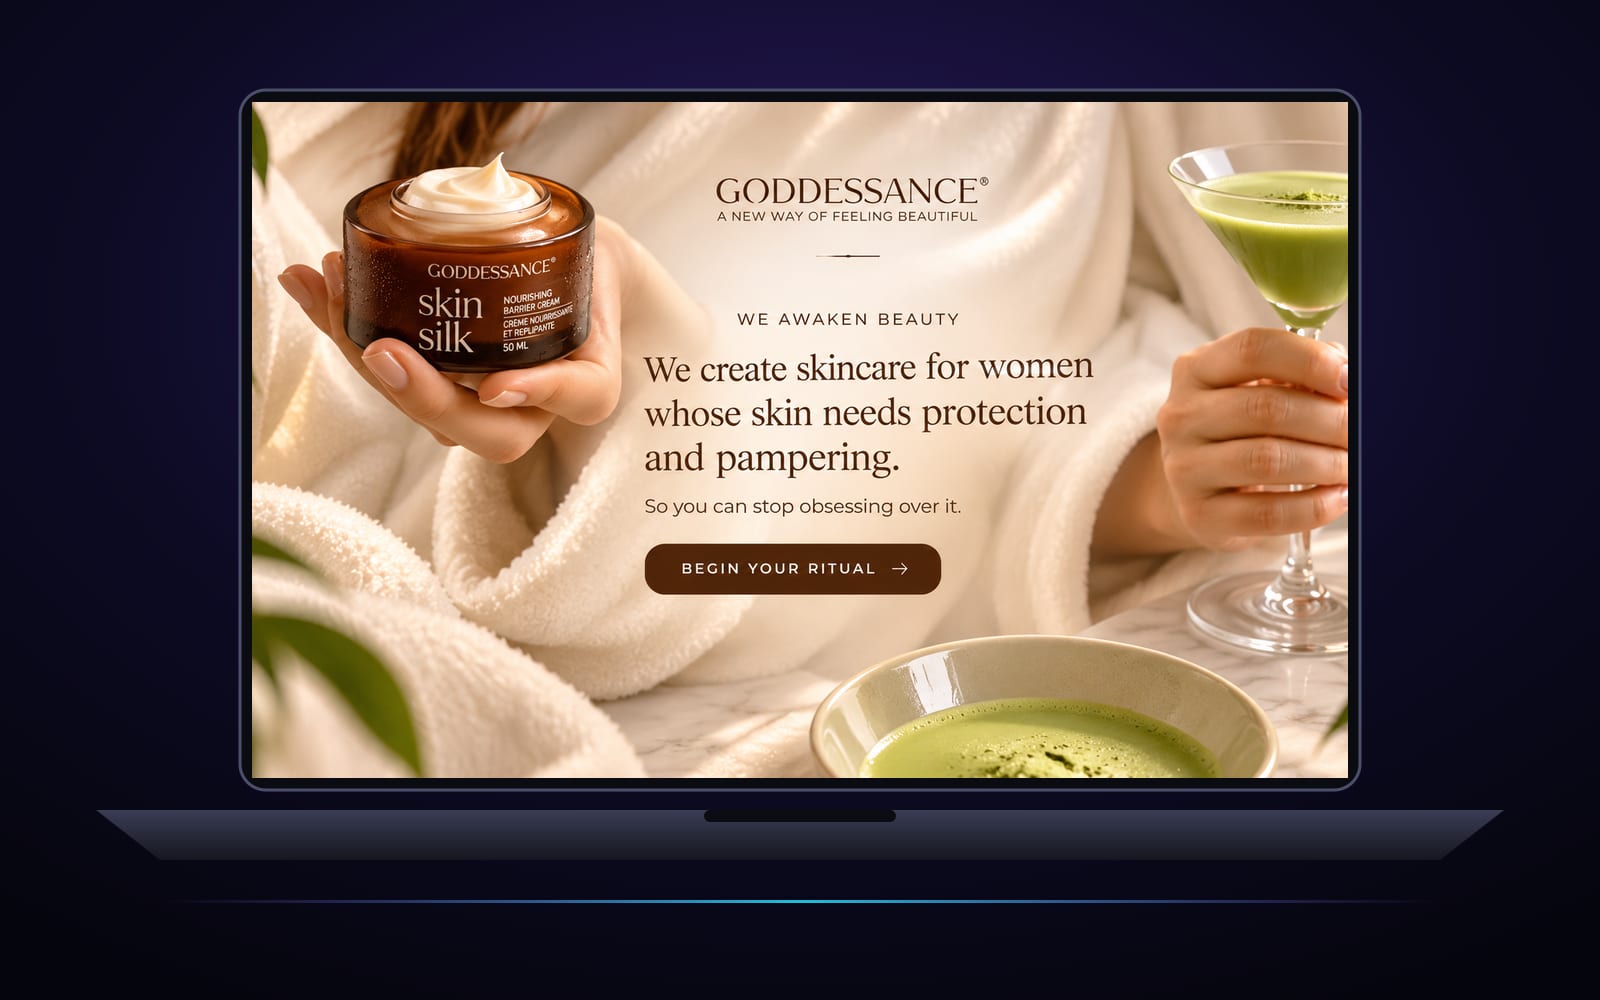 GODDESSANCE®
skin
silk
NOURISHING
BARRIER CREAM
CRÈME NOURRISSANTE
ET REPLIPANTE
50 ML
GODDESSANCE®
A NEW WAY OF FEELING BEAUTIFUL
WE AWAKEN BEAUTY
We create skincare for women
whose skin needs protection
and pampering.
So you can stop obsessing over it.
BEGIN YOUR RITUAL →